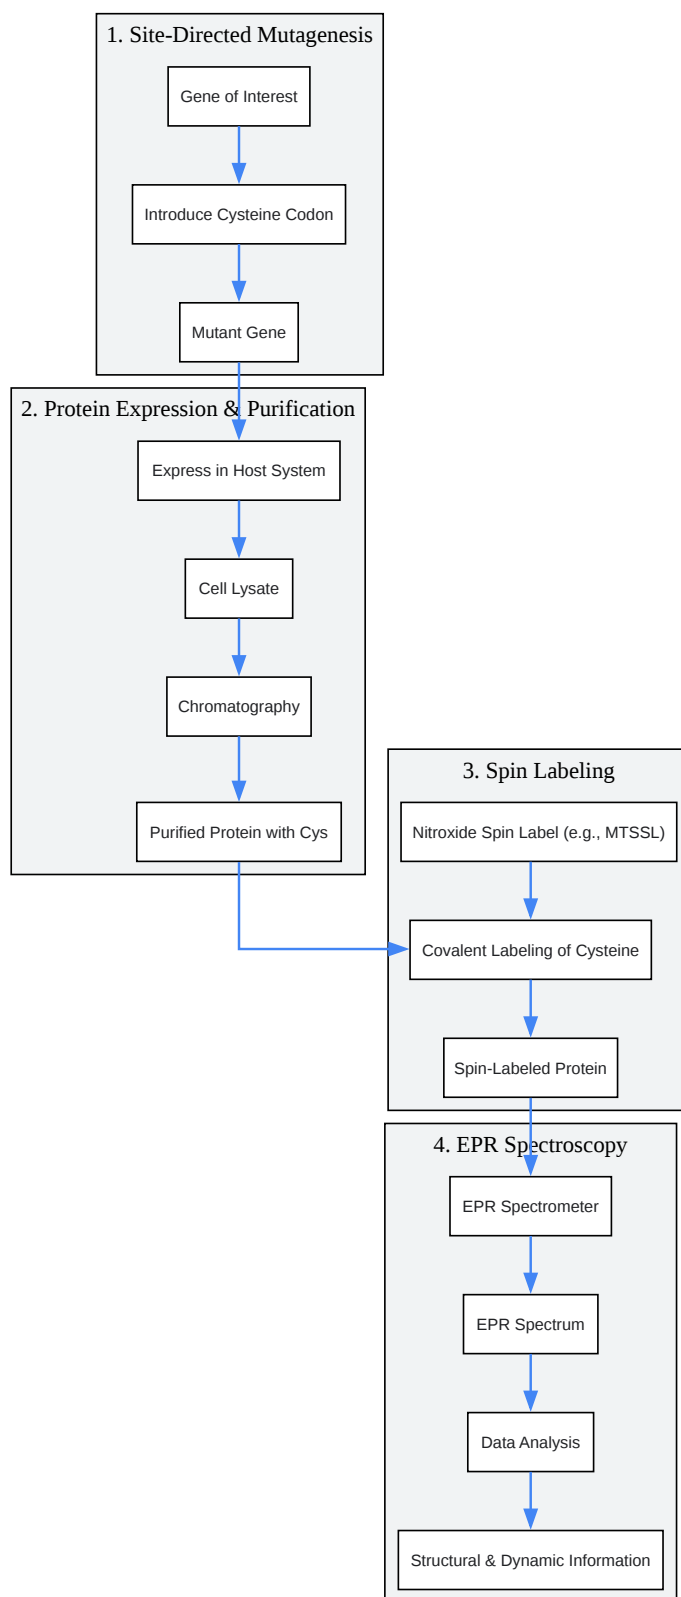 1. Site-Directed Mutagenesis
Gene of Interest
Introduce Cysteine Codon
Mutant Gene
2. Protein Expression & Purification
Express in Host System
Cell Lysate
Chromatography
Purified Protein with Cys
3. Spin Labeling
Nitroxide Spin Label (e.g., MTSSL)
Covalent Labeling of Cysteine
Spin-Labeled Protein
4. EPR Spectroscopy
EPR Spectrometer
EPR Spectrum
Data Analysis
Structural & Dynamic Information